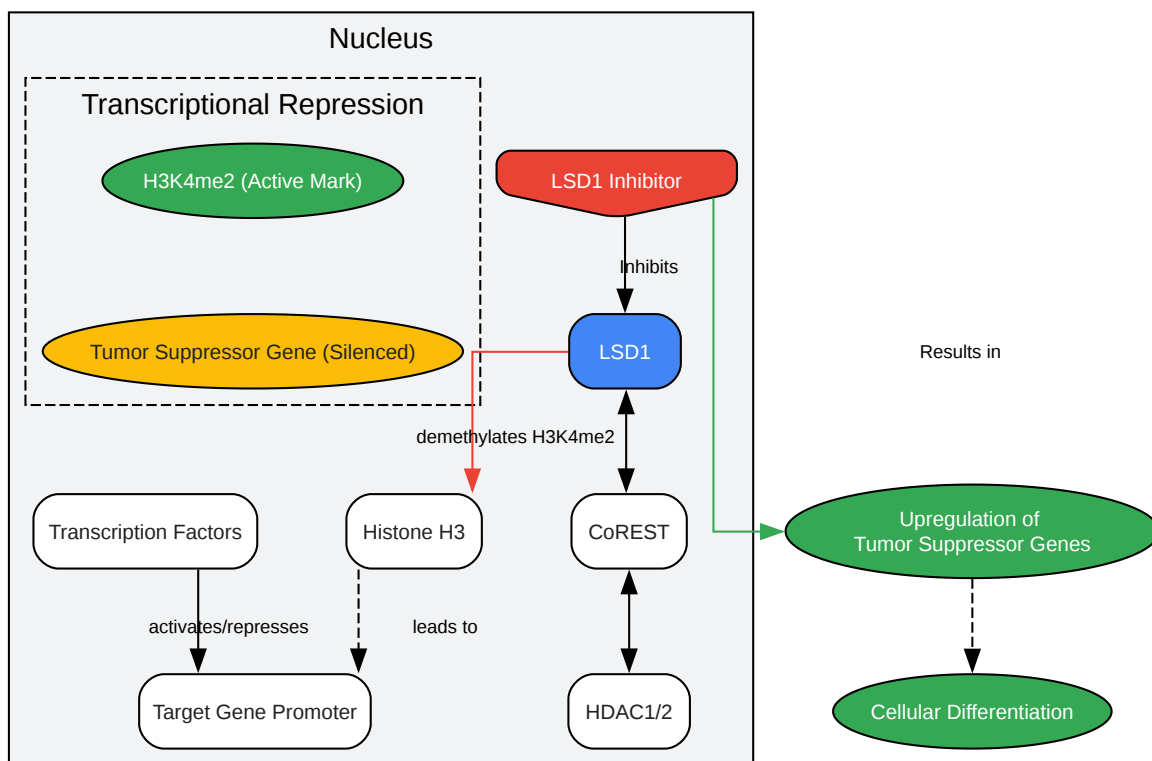 Nucleus
Transcriptional Repression
H3K4me2 (Active Mark)
LSD1 Inhibitor
Inhibits
Tumor Suppressor Gene (Silenced)
LSD1
Results in
demethylates H3K4me2
Transcription Factors
Histone H3
CoREST
Upregulation of
Tumor Suppressor Genes
activates/represses
leads to
Target Gene Promoter
HDAC1/2
Cellular Differentiation